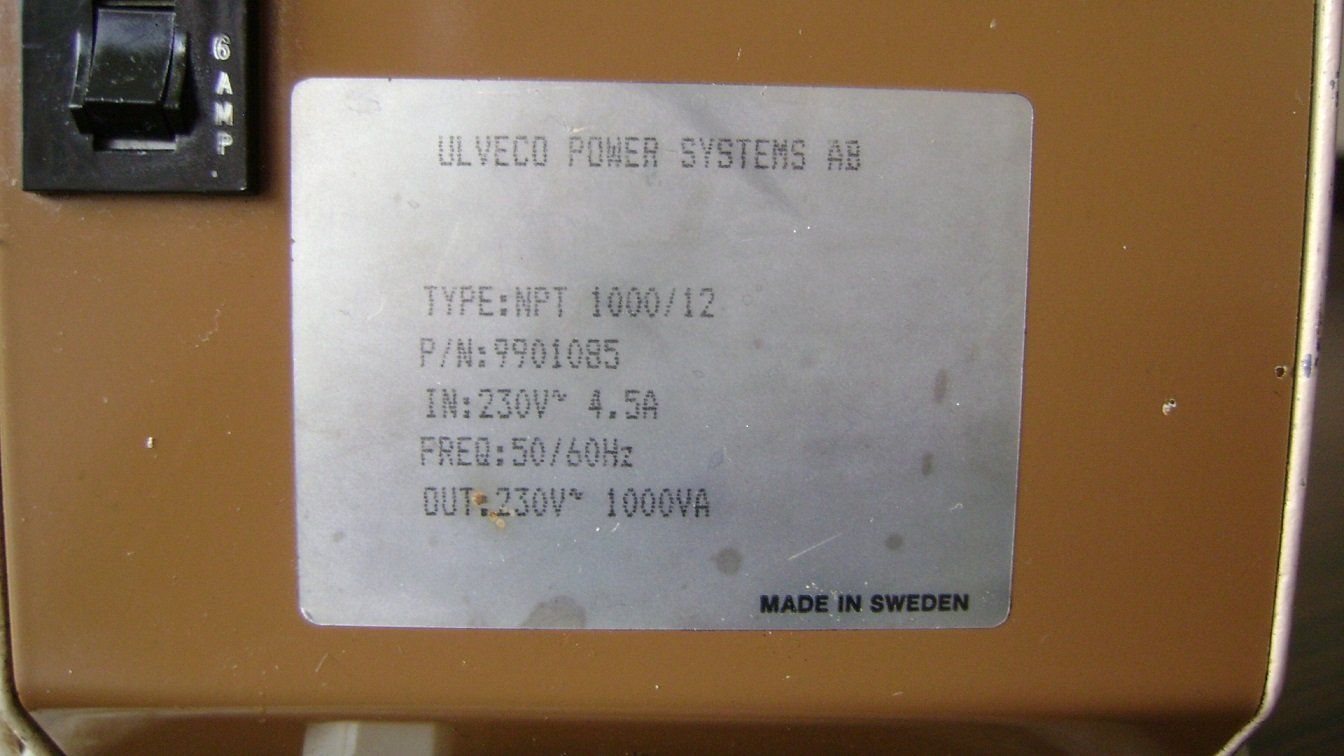 6 AMP
ULVECO POWER SYSTEMS AB
TYPE:NPT 1000/12
P/N:9901085
IN:230V~ 4.5A
FREQ:50/60Hz
OUT:230V~ 1000VA
MADE IN SWEDEN